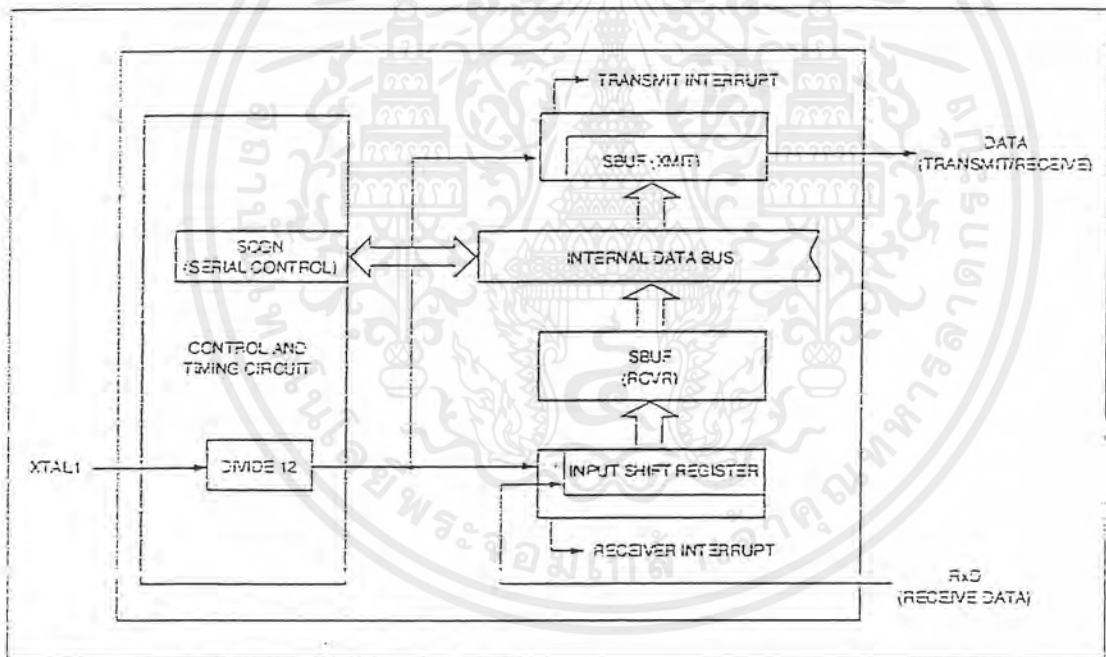 TRANSMIT INTERRUPT
SBUF (XMIT)
DATA
(TRANSMIT/RECEIVE)
SCON
(SERIAL CONTROL)
INTERNAL DATA BUS
CONTROL AND
TIMING CIRCUIT
SBUF
(RCVR)
XTAL1
DIVIDE 12
INPUT SHIFT REGISTER
RECEIVER INTERRUPT
RxD
(RECEIVE DATA)